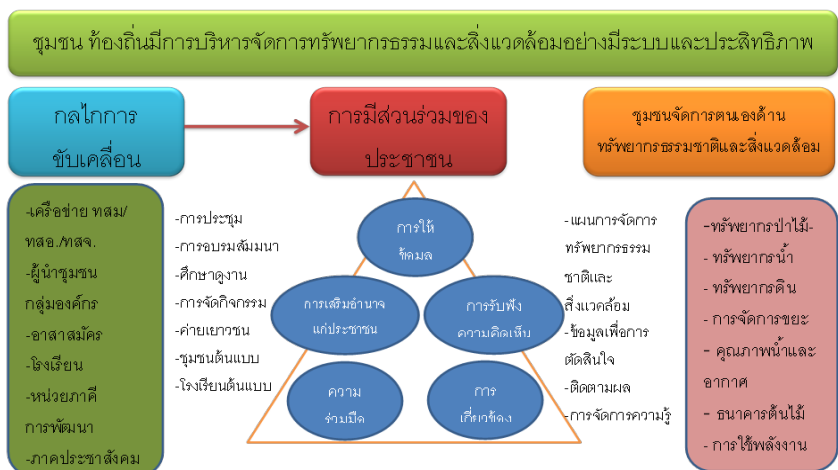 ชุมชน ท้องถิ่นมีการบริหารจัดการทรัพยากรธรรมและสิ่งแวดล้อมอย่างมีระบบและประสิทธิภาพ
กลไกการ
ขับเคลื่อน
การมีส่วนร่วมของ
ประชาชน
ชุมชนจัดการตนเองด้าน
ทรัพยากรธรรมชาติและสิ่งแวดล้อม
-เครือข่าย ทสม/
ทสอ./ทสจ.
-ผู้นำชุมชน
กลุ่มองค์กร
-อาสาสมัคร
-โรงเรียน
-หน่วยภาคี
การพัฒนา
-ภาคประชาสังคม
-การประชุม
-การอบรมสัมมนา
-ศึกษาดูงาน
-การจัดกิจกรรม
-ค่ายเยาวชน
-ชุมชนต้นแบบ
-โรงเรียนต้นแบบ
การให้
ข้อมูล
การเสริมอำนาจ
แก่ประชาชน
การรับฟัง
ความคิดเห็น
ความ
ร่วมมือ
การ
เกี่ยวข้อง
-แผนการจัดการ
ทรัพยากรธรรม
ชาติและ
สิ่งแวดล้อม
-ข้อมูลเพื่อการ
ตัดสินใจ
-ติดตามผล
-การจัดการความรู้
-ทรัพยากรป่าไม้-
- ทรัพยากรน้ำ
- ทรัพยากรดิน
- การจัดการขยะ
- คุณภาพน้ำและ
อากาศ
- ธนาคารต้นไม้
- การใช้พลังงาน